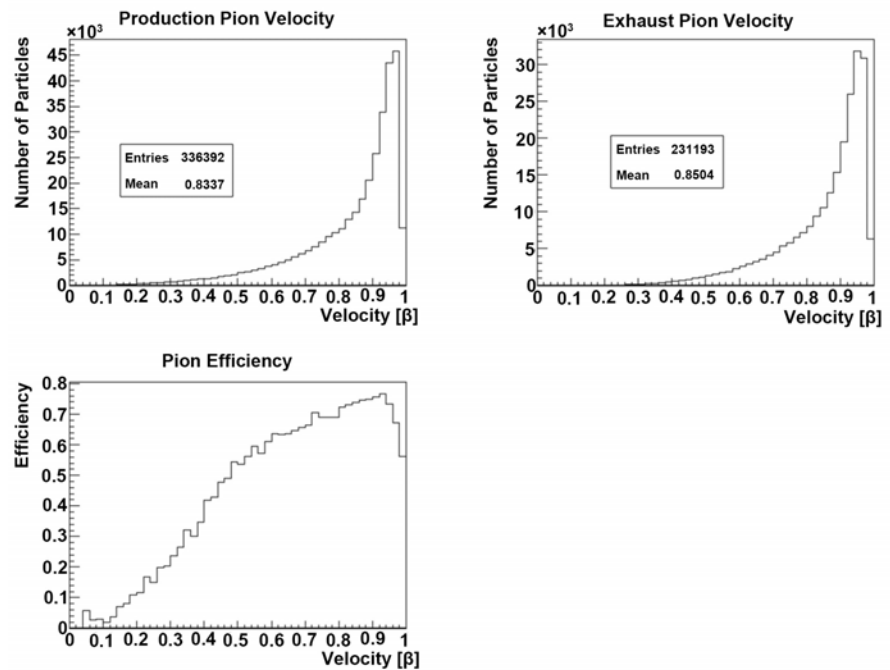 Production Pion Velocity
×10³
Number of Particles
45
40
35
30
25
20
15
10
5
0
Entries 336392
Mean 0.8337
0 0.1 0.2 0.3 0.4 0.5 0.6 0.7 0.8 0.9 1
Velocity [β]
Exhaust Pion Velocity
×10³
Number of Particles
30
25
20
15
10
5
0
Entries 231193
Mean 0.8504
0 0.1 0.2 0.3 0.4 0.5 0.6 0.7 0.8 0.9 1
Velocity [β]
Pion Efficiency
Efficiency
0.8
0.7
0.6
0.5
0.4
0.3
0.2
0.1
0
0 0.1 0.2 0.3 0.4 0.5 0.6 0.7 0.8 0.9 1
Velocity [β]